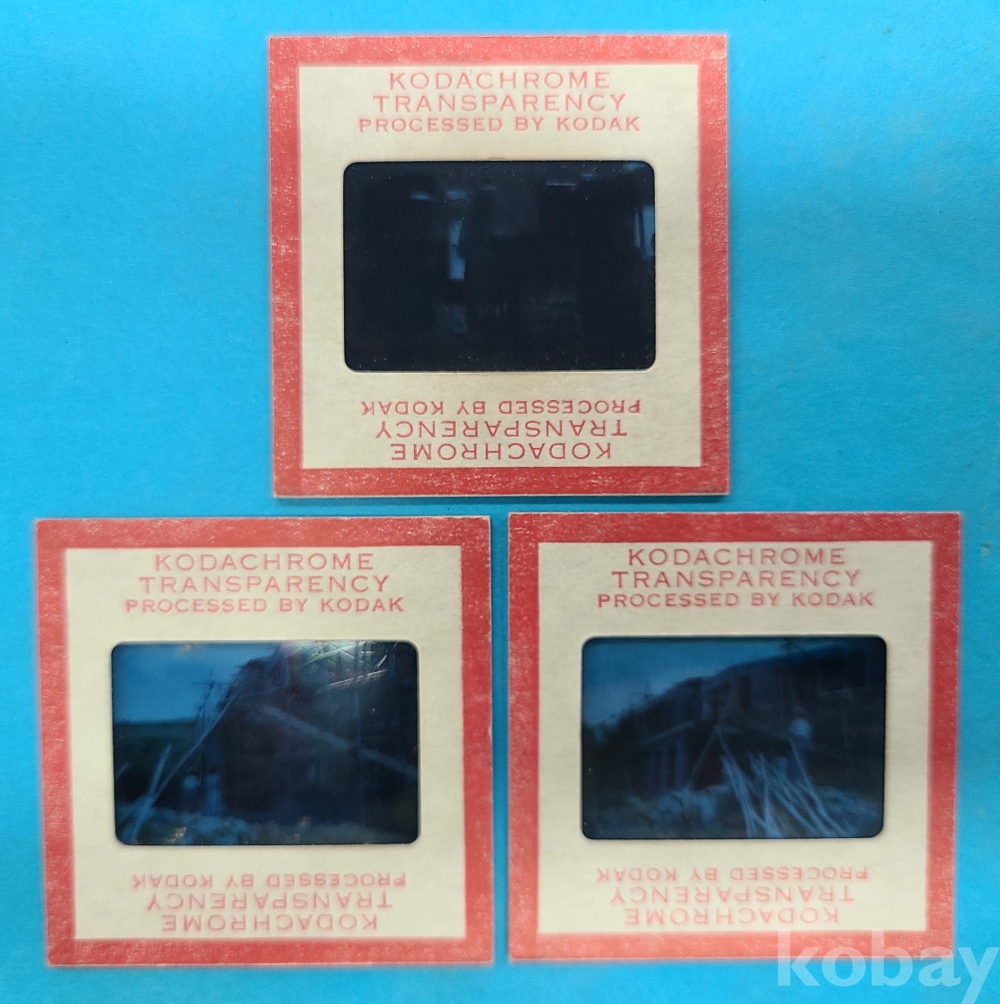 KODACHROME
TRANSPARENCY
PROCESSED BY KODAK
PROCESSED BY KODAK
TRANSPARENCY
KODACHROME
KODACHROME
TRANSPARENCY
PROCESSED BY KODAK
PROCESSED BY KODAK
TRANSPARENCY
KODACHROME
KODACHROME
TRANSPARENCY
PROCESSED BY KODAK
PROCESSED BY KODAK
TRANSPARENCY
KODACHROME
kobay